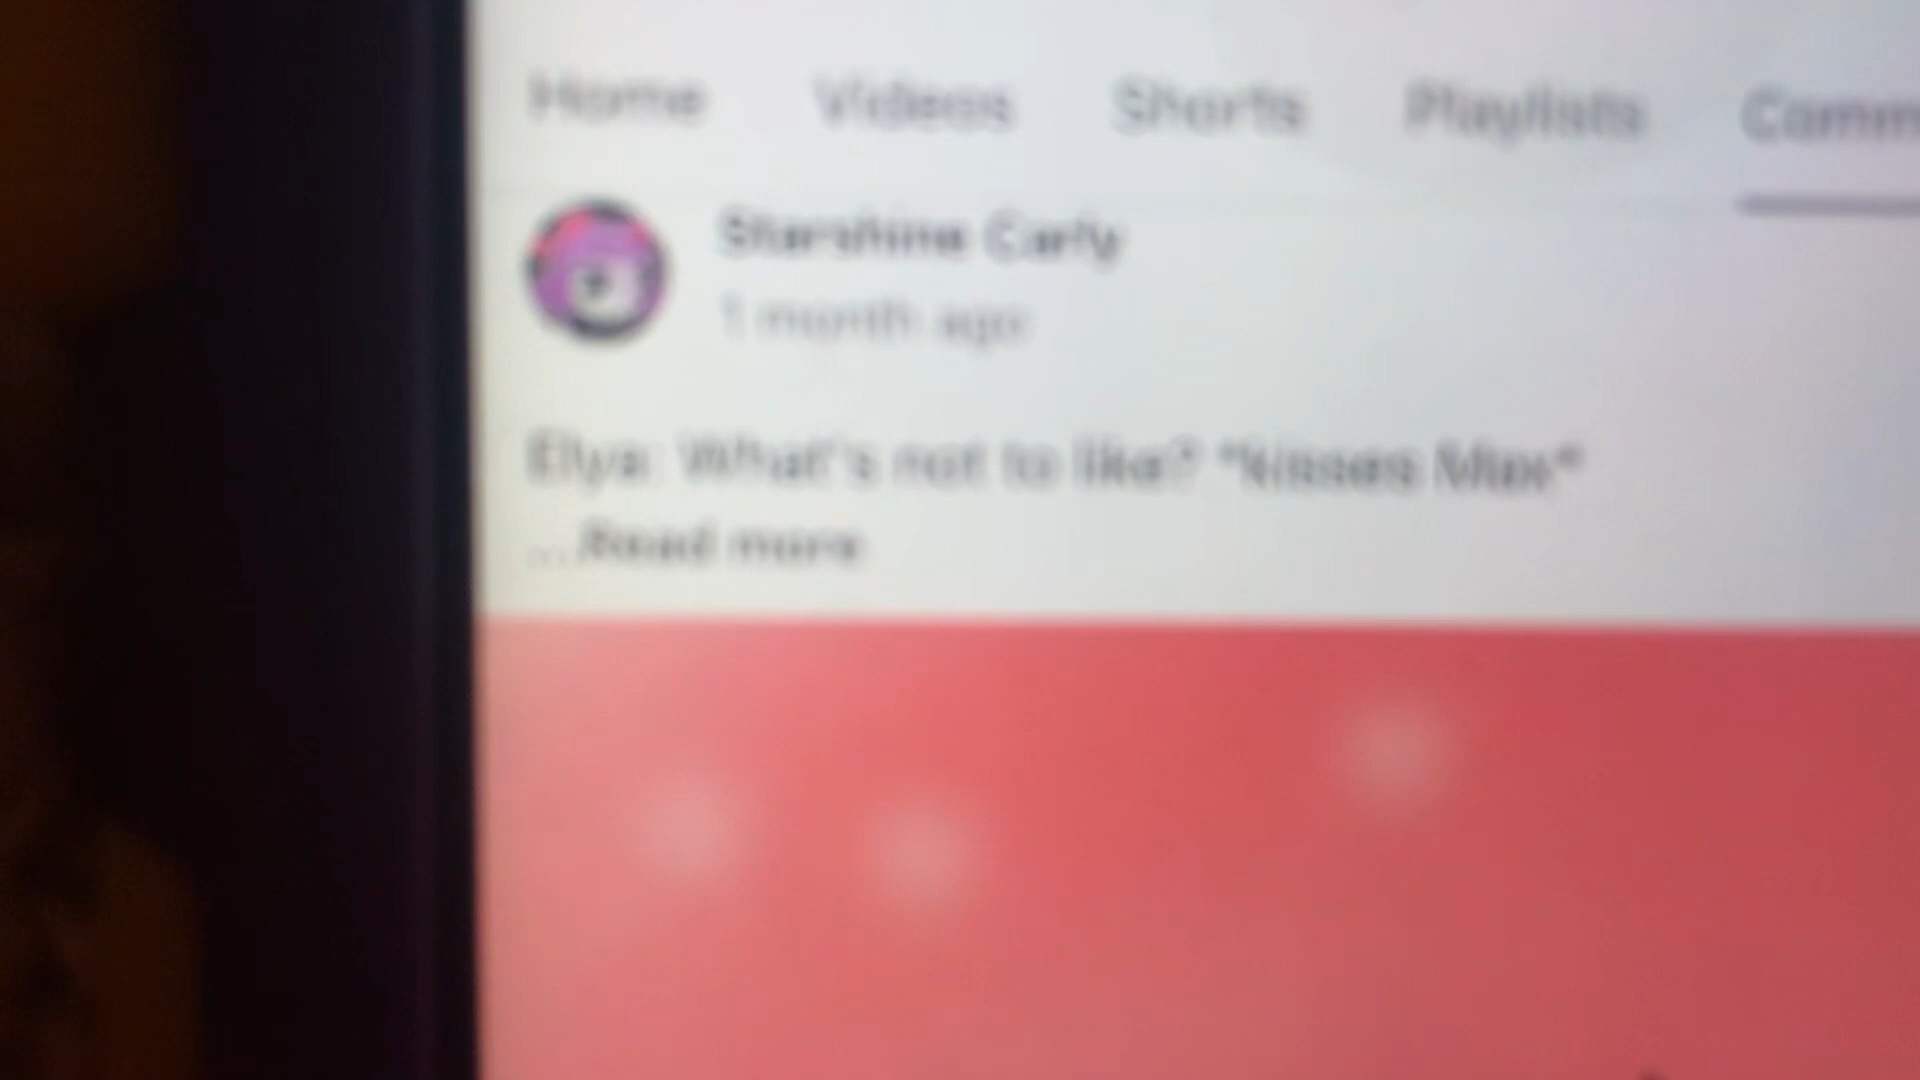 Home Videos Shorts Playlists Comm
Starshine Carly
1 month ago
Elya: What's not to like? *kisses Max*
...Read more